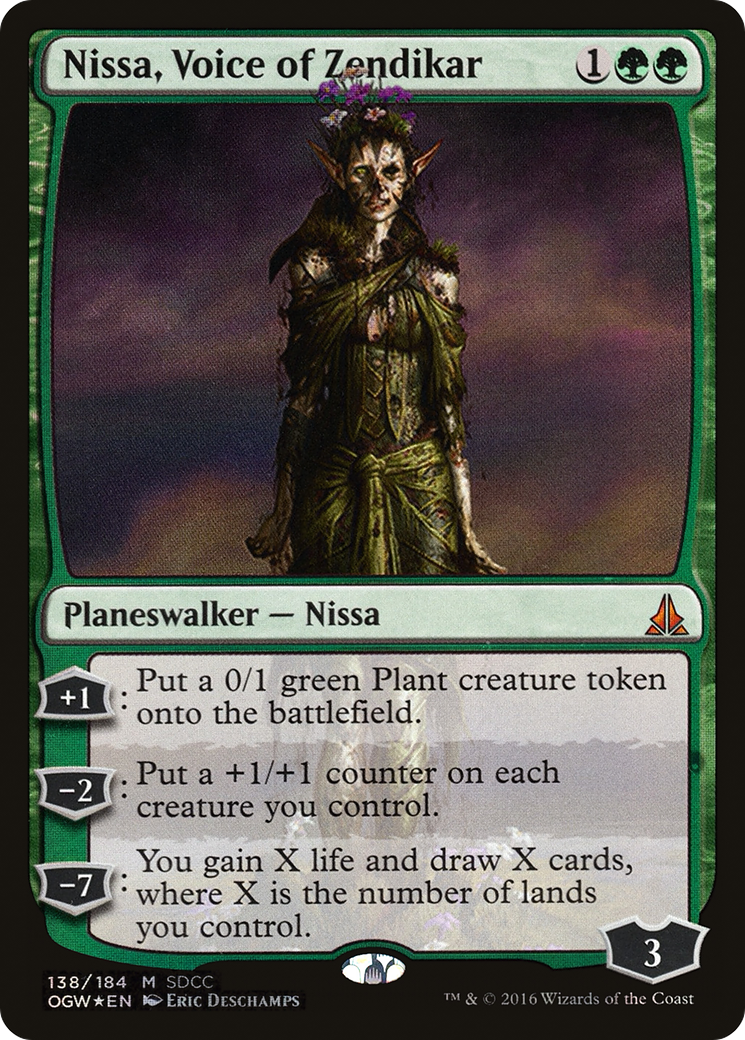 Nissa, Voice of Zendikar 1
Planeswalker — Nissa
+1 : Put a 0/1 green Plant creature token
onto the battlefield.
−2 : Put a +1/+1 counter on each
creature you control.
−7 : You gain X life and draw X cards,
where X is the number of lands
you control.
3
138/184 M SDCC
OGW★EN Eric Deschamps
™ & © 2016 Wizards of the Coast